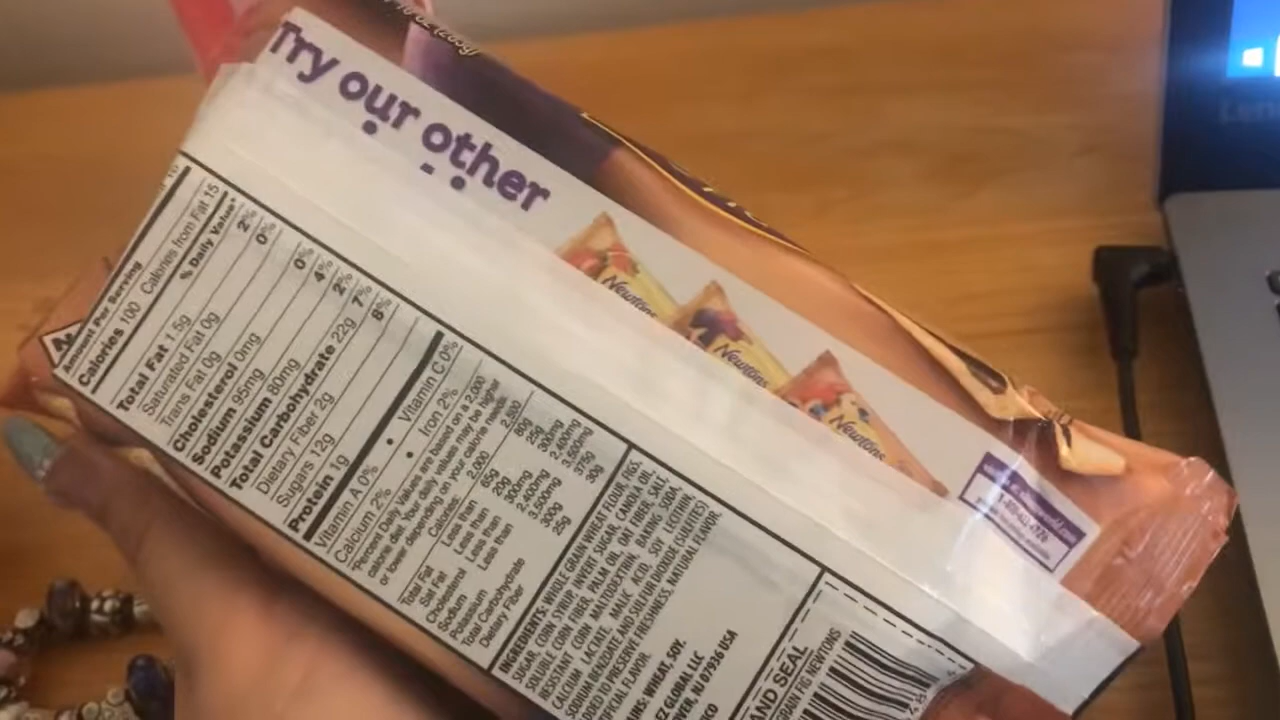 10 oz (283g)
Try our other
Newtons
Newtons
Newtons
Amount Per Serving
Calories 100 Calories from Fat 15
% Daily Value*
Total Fat 1.5g 2%
Saturated Fat 0g 0%
Trans Fat 0g
Cholesterol 0mg 0%
Sodium 95mg 4%
Potassium 80mg 2%
Total Carbohydrate 22g 7%
Dietary Fiber 2g 8%
Sugars 12g
Protein 1g
Vitamin A 0% • Vitamin C 0%
Calcium 2% • Iron 2%
*Percent Daily Values are based on a 2,000
calorie diet. Your daily values may be higher
or lower depending on your calorie needs:
Calories: 2,000 2,500
Total Fat Less than 65g 80g
Sat Fat Less than 20g 25g
Cholesterol Less than 300mg 300mg
Sodium Less than 2,400mg 2,400mg
Potassium 3,500mg 3,500mg
Total Carbohydrate 300g 375g
Dietary Fiber 25g 30g
INGREDIENTS: WHOLE GRAIN WHEAT FLOUR, FIGS,
SUGAR, CORN SYRUP, INVERT SUGAR, CANOLA OIL,
SOLUBLE CORN FIBER, PALM OIL, OAT FIBER, SALT,
RESISTANT CORN MALTODEXTRIN, BAKING SODA,
CALCIUM LACTATE, MALIC ACID, SOY LECITHIN,
SODIUM BENZOATE AND SULFUR DIOXIDE (SULFITES)
ADDED TO PRESERVE FRESHNESS, NATURAL FLAVOR,
ARTIFICIAL FLAVOR.
WHEAT, SOY.
GLOBAL LLC
NJ 07936 USA
AND SEAL
GRAIN FIG NEWTONS